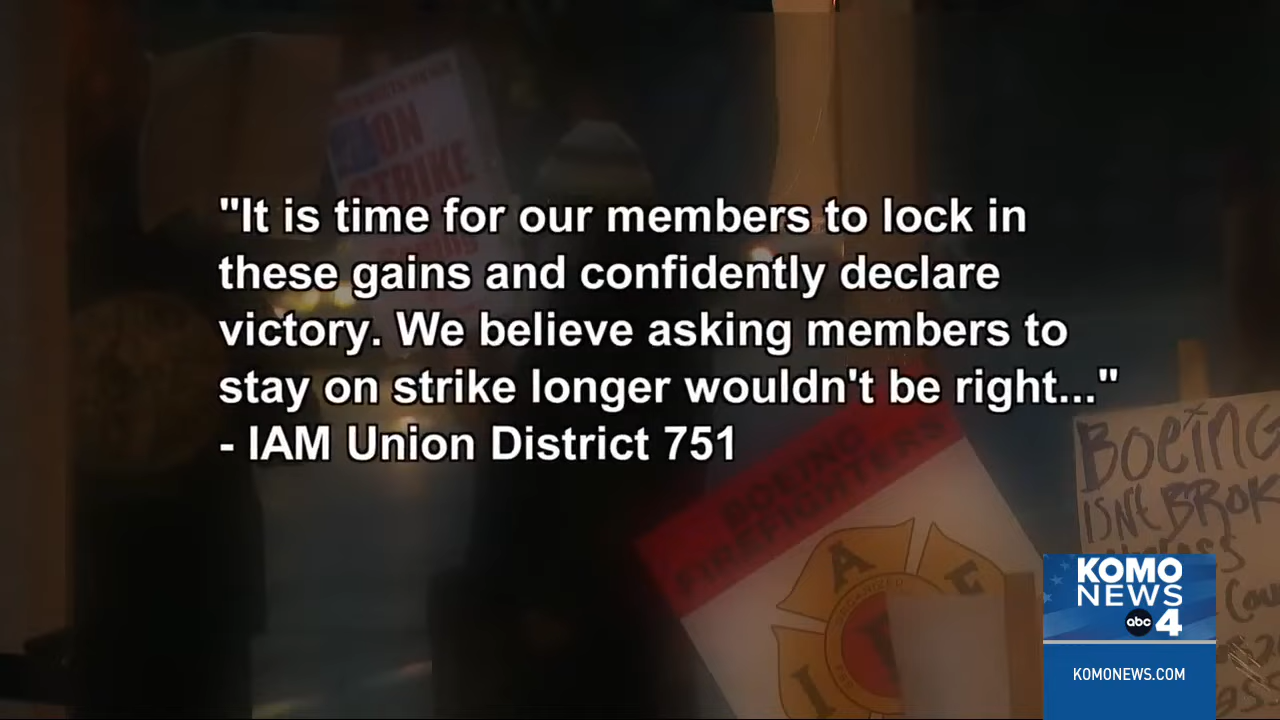 "It is time for our members to lock in
these gains and confidently declare
victory. We believe asking members to
stay on strike longer wouldn't be right..."
- IAM Union District 751
ON
STRIKE
BOEING
FIREFIGHTERS
I A F
BOEING
ISN'T BROK
KOMO
NEWS
abc 4
KOMONEWS.COM